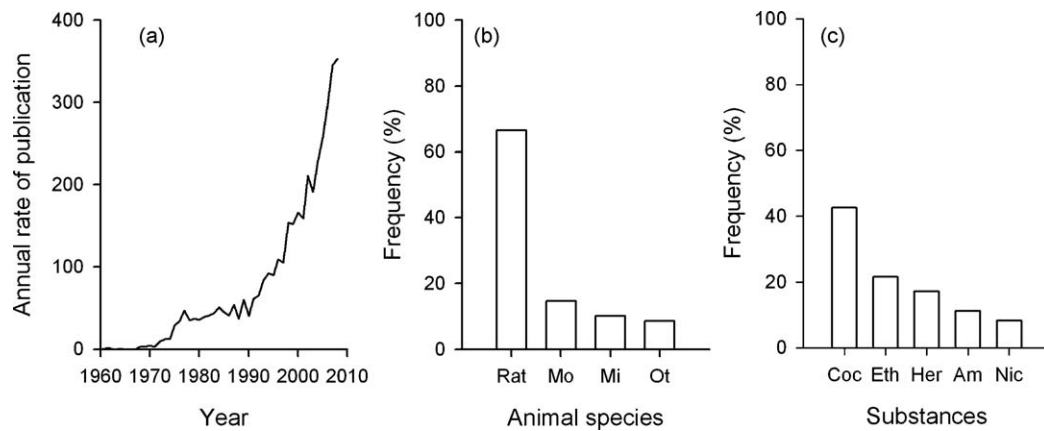 (a)
Annual rate of publication
400
300
200
100
0
1960 1970 1980 1990 2000 2010
Year
(b)
Frequency (%)
100
80
60
40
20
0
Rat Mo Mi Ot
Animal species
(c)
Frequency (%)
100
80
60
40
20
0
Coc Eth Her Am Nic
Substances